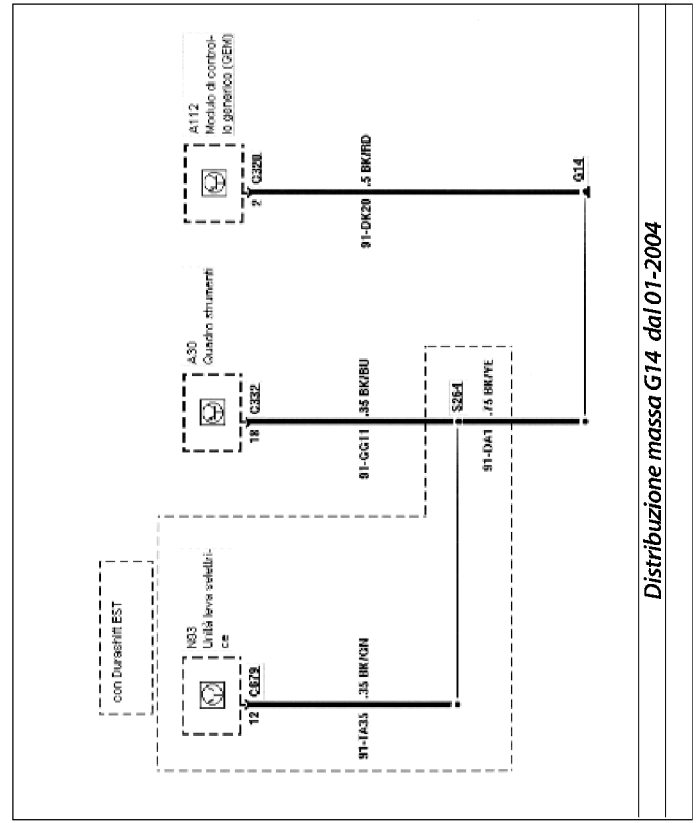 con Durashift EST
N93
Unità leva selettri-
ce
12
C679
91-TA35
.35 BK/GN
A30
Quadro strumenti
18
C332
91-GG11
.35 BK/BU
S264
91-DA1
.75 BK/YE
A112
Modulo di control-
lo generico (GEM)
2
C320
91-DK20
.5 BK/RD
G14
Distribuzione massa G14 dal 01-2004